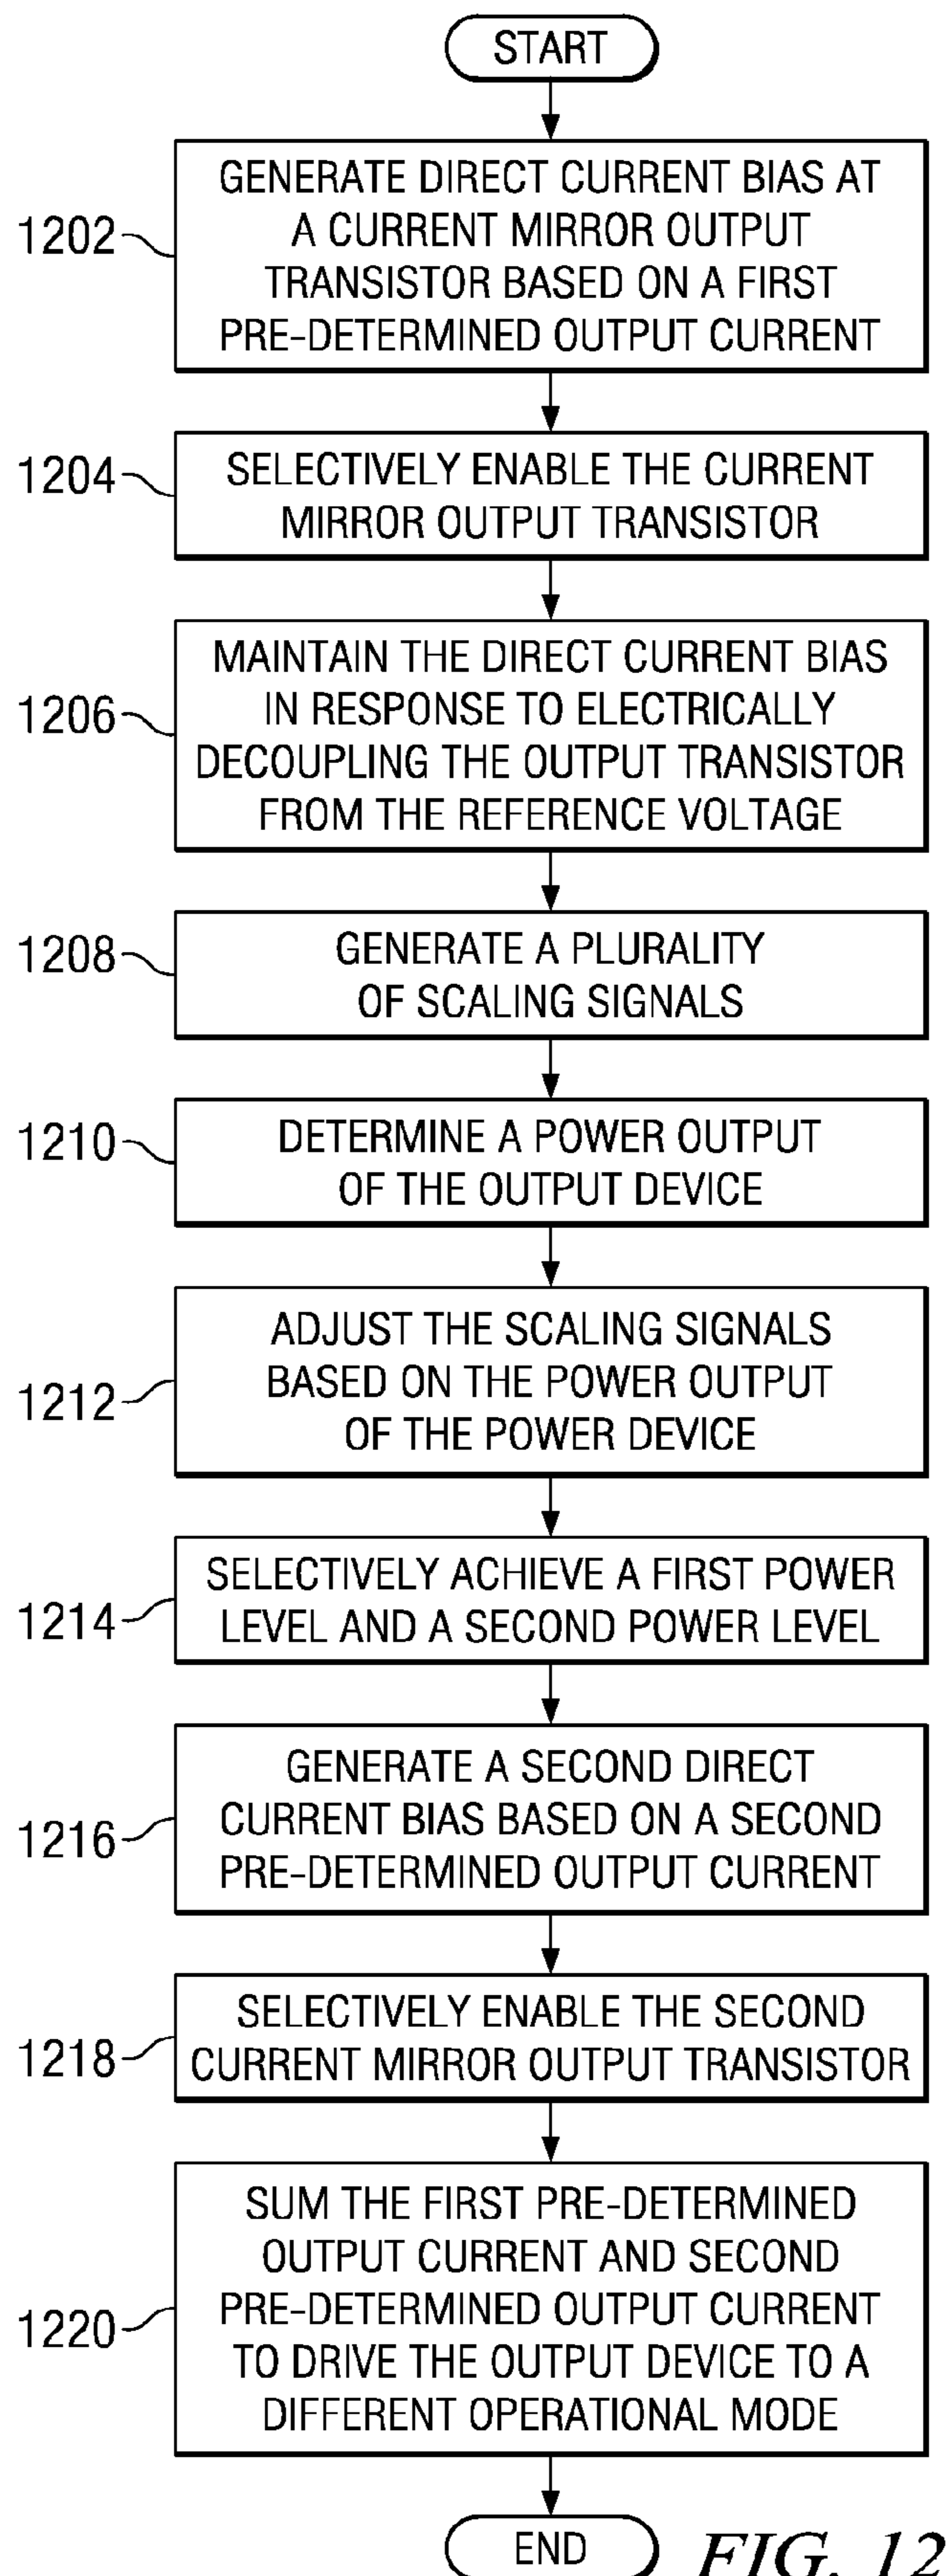 START
1202
GENERATE DIRECT CURRENT BIAS AT
A CURRENT MIRROR OUTPUT
TRANSISTOR BASED ON A FIRST
PRE-DETERMINED OUTPUT CURRENT
1204
SELECTIVELY ENABLE THE CURRENT
MIRROR OUTPUT TRANSISTOR
1206
MAINTAIN THE DIRECT CURRENT BIAS
IN RESPONSE TO ELECTRICALLY
DECOUPLING THE OUTPUT TRANSISTOR
FROM THE REFERENCE VOLTAGE
1208
GENERATE A PLURALITY
OF SCALING SIGNALS
1210
DETERMINE A POWER OUTPUT
OF THE OUTPUT DEVICE
1212
ADJUST THE SCALING SIGNALS
BASED ON THE POWER OUTPUT
OF THE POWER DEVICE
1214
SELECTIVELY ACHIEVE A FIRST POWER
LEVEL AND A SECOND POWER LEVEL
1216
GENERATE A SECOND DIRECT
CURRENT BIAS BASED ON A SECOND
PRE-DETERMINED OUTPUT CURRENT
1218
SELECTIVELY ENABLE THE SECOND
CURRENT MIRROR OUTPUT TRANSISTOR
1220
SUM THE FIRST PRE-DETERMINED
OUTPUT CURRENT AND SECOND
PRE-DETERMINED OUTPUT CURRENT
TO DRIVE THE OUTPUT DEVICE TO A
DIFFERENT OPERATIONAL MODE
END
FIG. 12